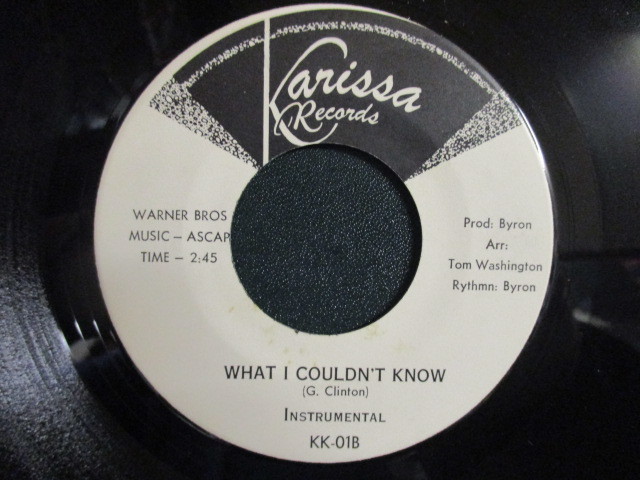 Karissa
Records
WARNER BROS
MUSIC – ASCAP
TIME – 2:45
Prod: Byron
Arr:
Tom Washington
Rythmn: Byron
WHAT I COULDN'T KNOW
(G. Clinton)
INSTRUMENTAL
KK-01B